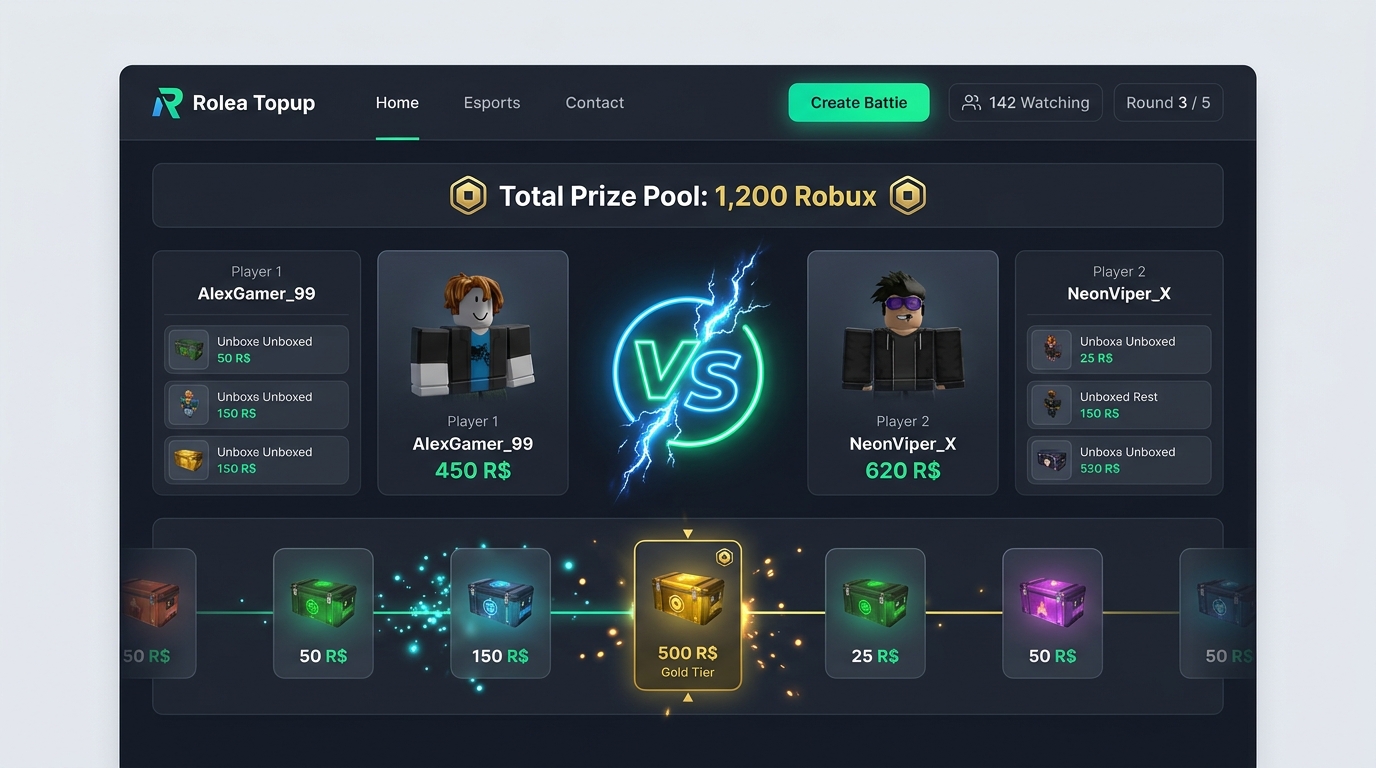 Rolea Topup
Home
Esports
Contact
Create Battie
142 Watching
Round 3 / 5
Total Prize Pool: 1,200 Robux
Player 1
AlexGamer_99
Unboxe Unboxed
50 R$
Unboxs Unboxed
150 R$
Unboxe Unboxed
150 R$
Player 1
AlexGamer_99
450 R$
VS
Player 2
NeonViper_X
620 R$
Player 2
NeonViper_X
Unboxa Unboxed
25 R$
Unboxed Rest
150 R$
Unboxa Unboxed
530 R$
50 R$
50 R$
150 R$
500 R$
Gold Tier
25 R$
50 R$
50 R$